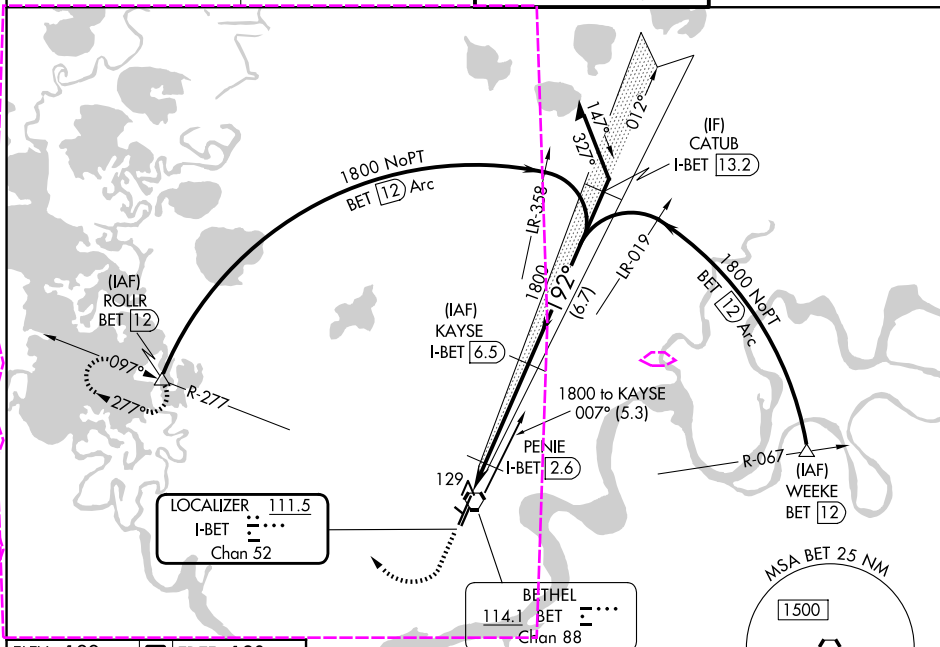 147°
012°
327°
(IF)
CATUB
I-BET 13.2
1800 NoPT
BET 12 Arc
LR-358
LR-019
1800 NoPT
BET 12 Arc
1800
192°
(6.7)
(IAF)
ROLLR
BET 12
097°
277°
R-277
(IAF)
KAYSE
I-BET 6.5
1800 to KAYSE
007° (5.3)
PENIE
I-BET 2.6
129
R-067
(IAF)
WEEKE
BET 12
LOCALIZER 111.5
I-BET
Chan 52
BETHEL
114.1 BET
Chan 88
MSA BET 25 NM
1500